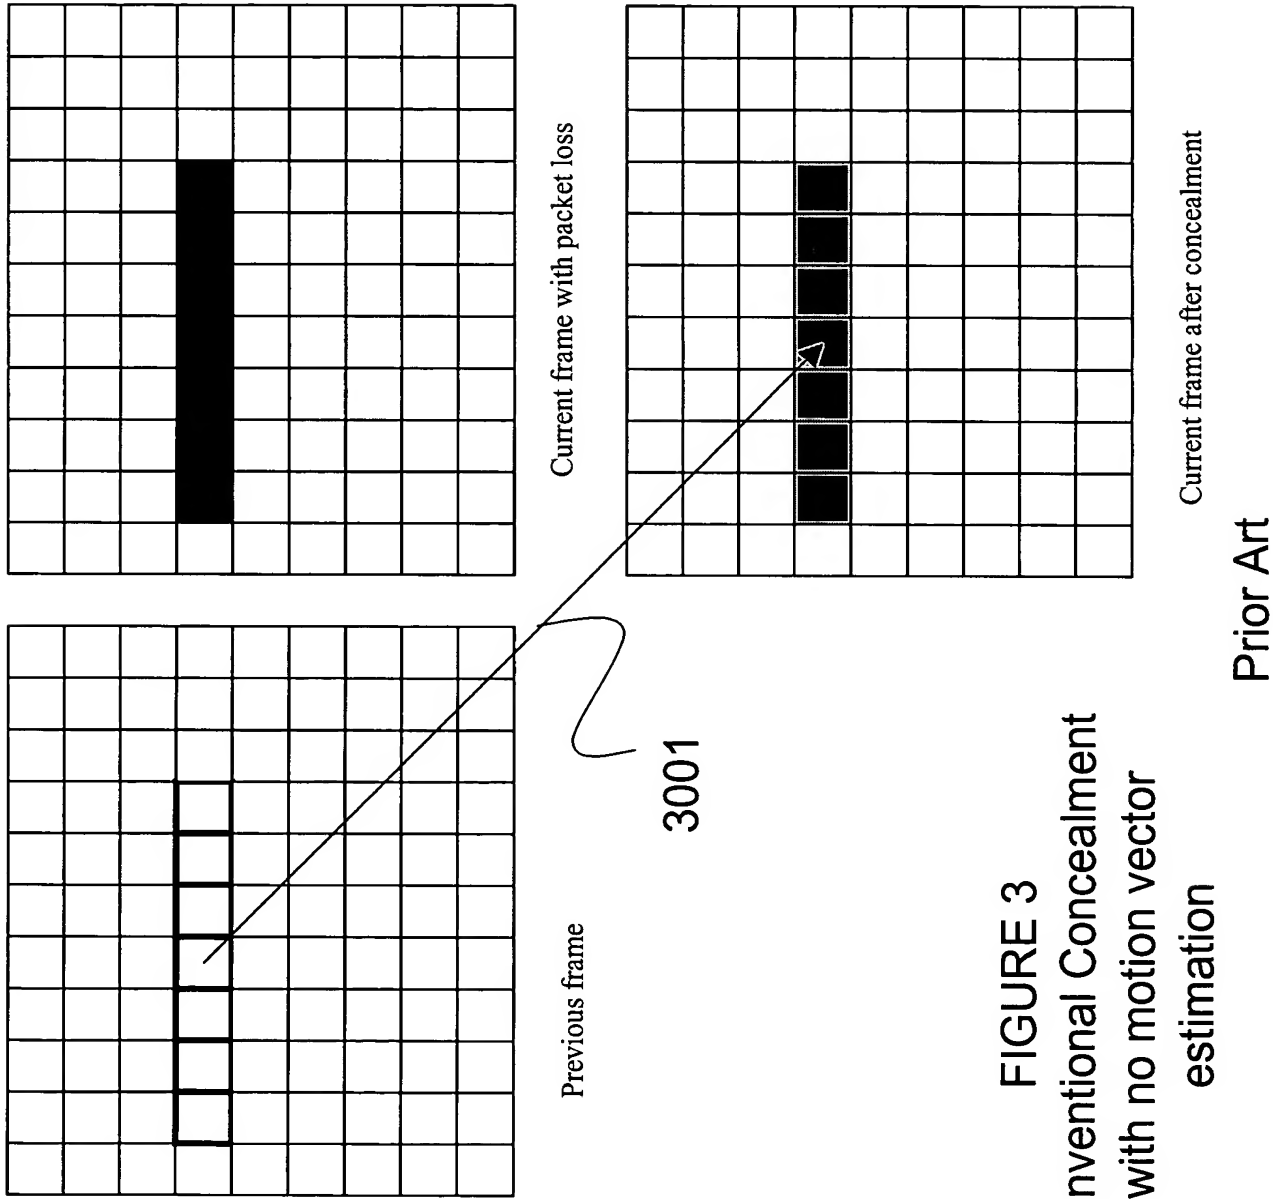 Previous frame
Current frame with packet loss
3001
Current frame after concealment
FIGURE 3
nventional Concealment
with no motion vector
estimation
Prior Art